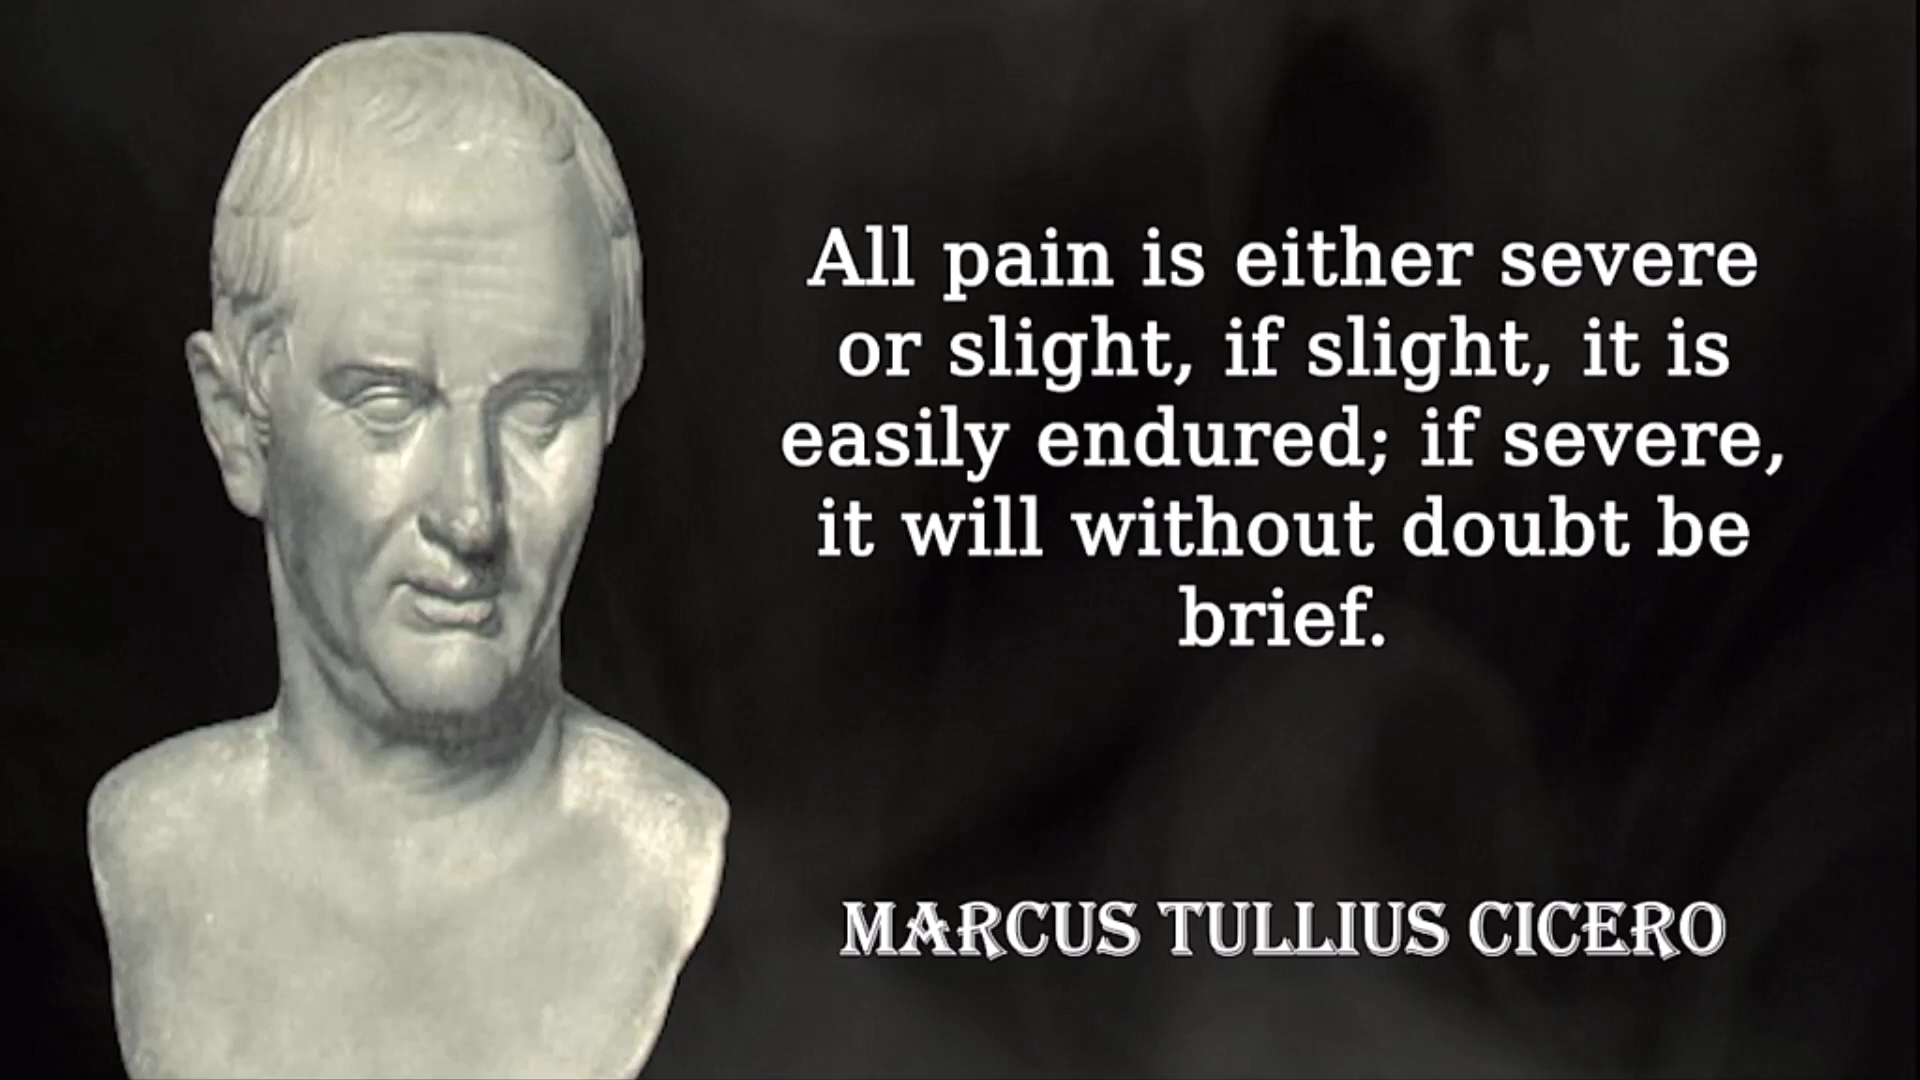 All pain is either severe
or slight, if slight, it is
easily endured; if severe,
it will without doubt be
brief.
MARCUS TULLIUS CICERO